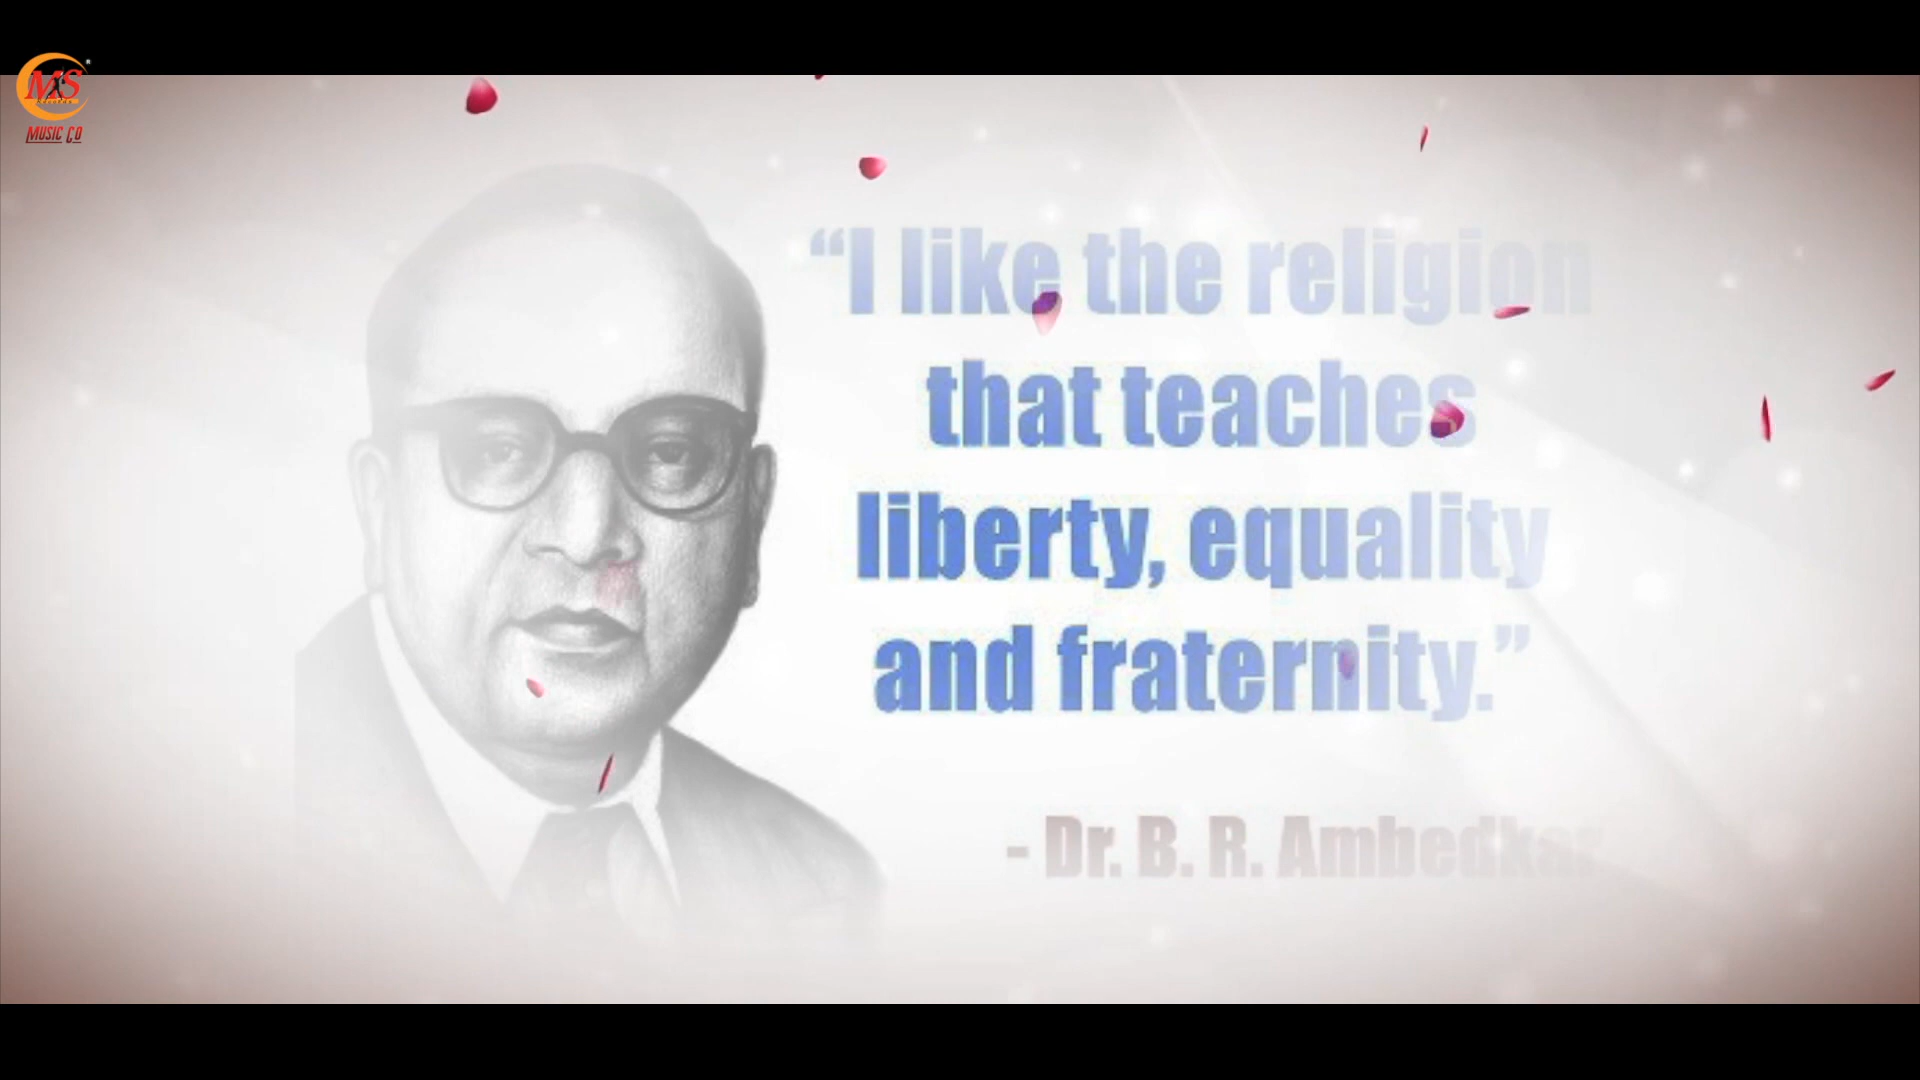 MS
MUSIC CO
“I like the religion
that teaches
liberty, equality
and fraternity.”
- Dr. B. R. Ambedkar